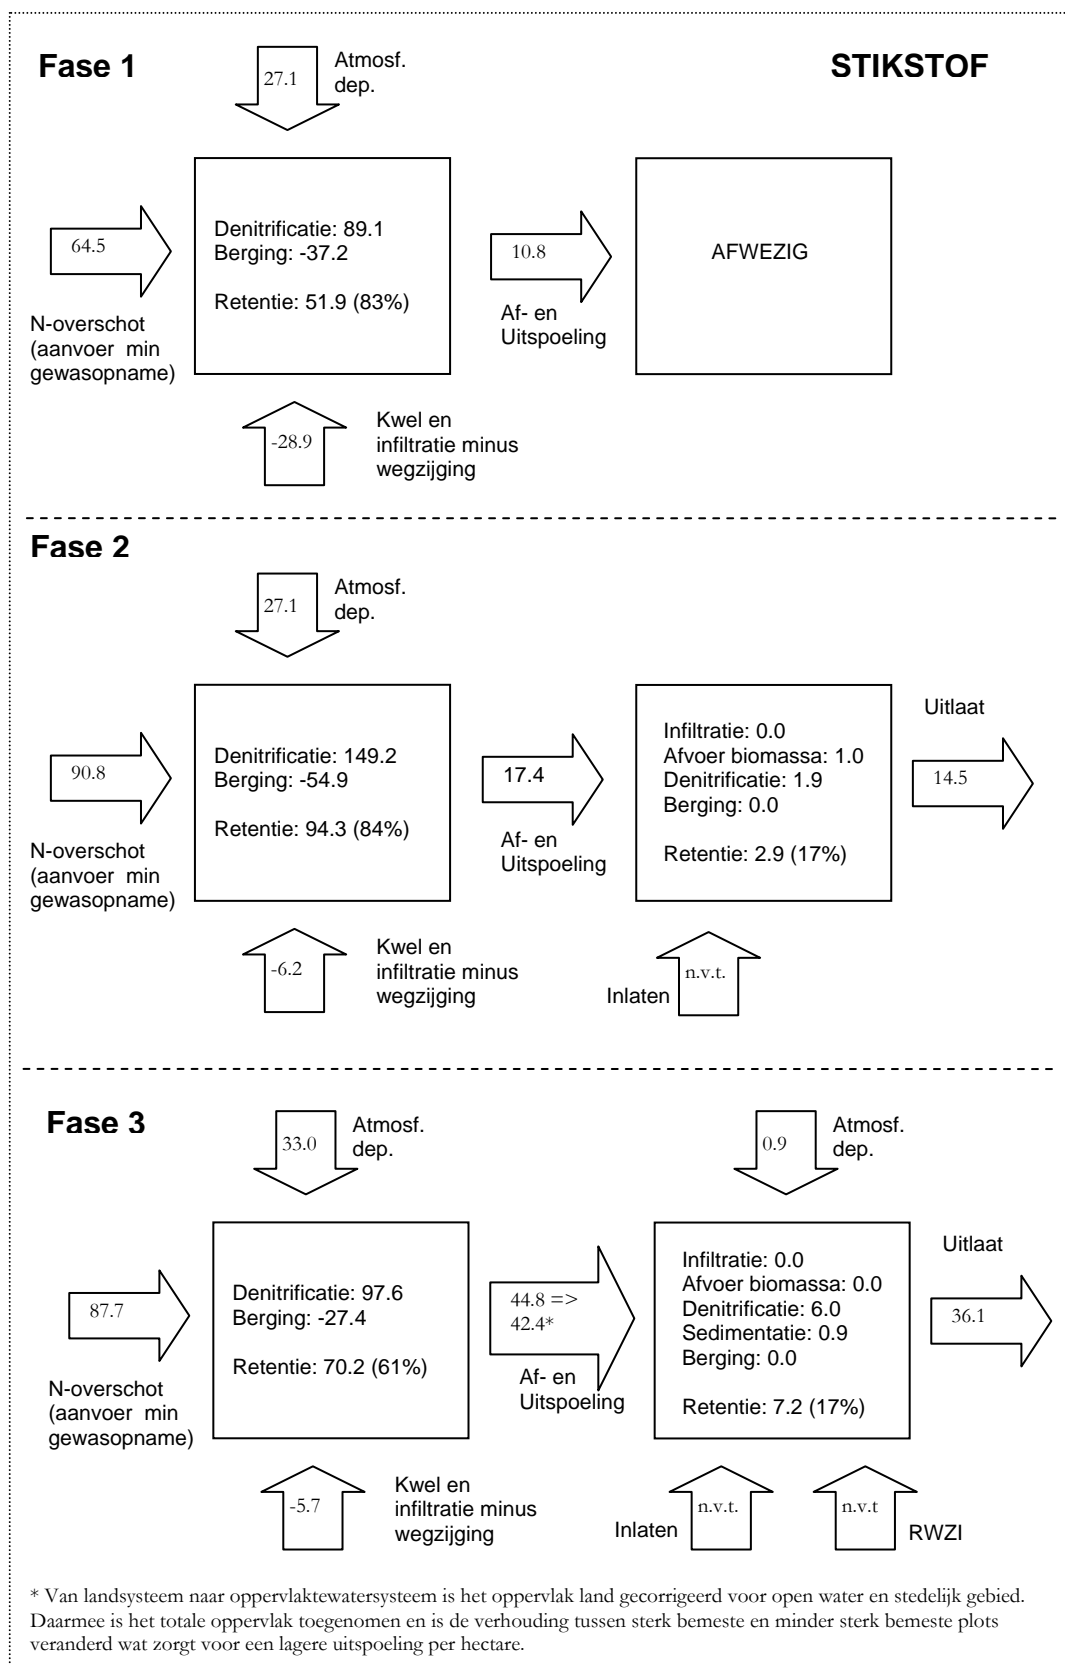 Fase 1
STIKSTOF
27.1
Atmosf.
dep.
64.5
N-overschot
(aanvoer min
gewasopname)
Denitrificatie: 89.1
Berging: -37.2
Retentie: 51.9 (83%)
10.8
Af- en
Uitspoeling
AFWEZIG
-28.9
Kwel en
infiltratie minus
wegzijging
Fase 2
27.1
Atmosf.
dep.
90.8
N-overschot
(aanvoer min
gewasopname)
Denitrificatie: 149.2
Berging: -54.9
Retentie: 94.3 (84%)
17.4
Af- en
Uitspoeling
Infiltratie: 0.0
Afvoer biomassa: 1.0
Denitrificatie: 1.9
Berging: 0.0
Retentie: 2.9 (17%)
Uitlaat
14.5
-6.2
Kwel en
infiltratie minus
wegzijging
Inlaten
n.v.t.
Fase 3
33.0
Atmosf.
dep.
0.9
Atmosf.
dep.
87.7
N-overschot
(aanvoer min
gewasopname)
Denitrificatie: 97.6
Berging: -27.4
Retentie: 70.2 (61%)
44.8 =>
42.4*
Af- en
Uitspoeling
Infiltratie: 0.0
Afvoer biomassa: 0.0
Denitrificatie: 6.0
Sedimentatie: 0.9
Berging: 0.0
Retentie: 7.2 (17%)
Uitlaat
36.1
-5.7
Kwel en
infiltratie minus
wegzijging
Inlaten
n.v.t.
n.v.t
RWZI
* Van landsysteem naar oppervlaktewatersysteem is het oppervlak land gecorrigeerd voor open water en stedelijk gebied.
Daarmee is het totale oppervlak toegenomen en is de verhouding tussen sterk bemeste en minder sterk bemeste plots
veranderd wat zorgt voor een lagere uitspoeling per hectare.